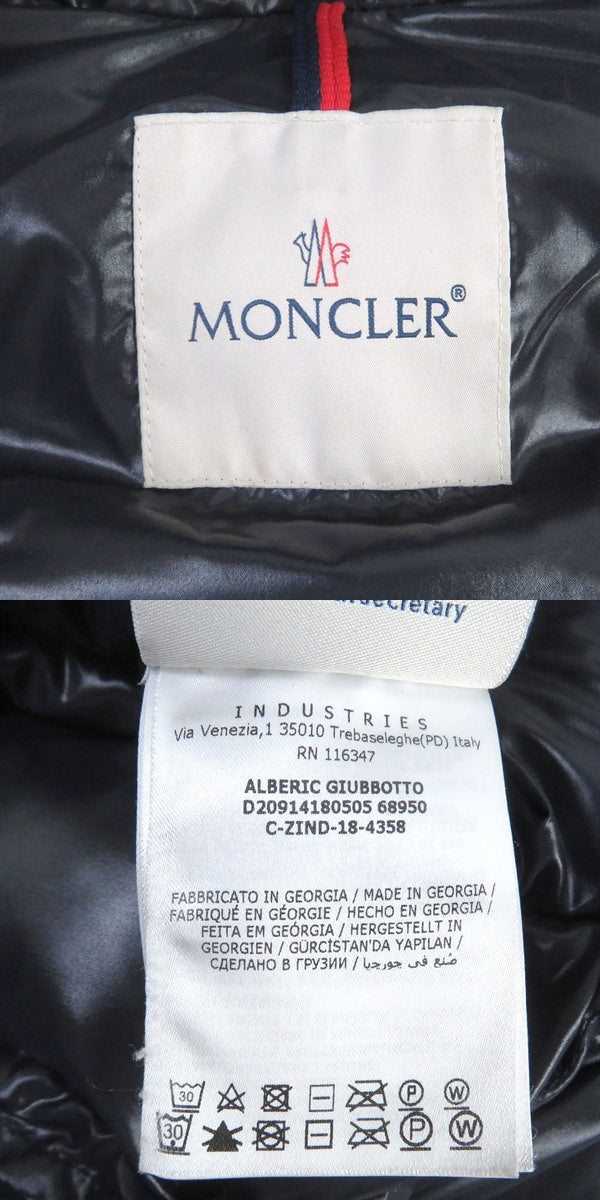 MONCLER®
secretary
INDUSTRIES
Via Venezia,1 35010 Trebaseleghe(PD) Italy
RN 116347
ALBERIC GIUBBOTTO
D20914180505 68950
C-ZIND-18-4358
FABBRICATO IN GEORGIA / MADE IN GEORGIA /
FABRIQUÉ EN GÉORGIE / HECHO EN GEORGIA /
FEITA EM GEÓRGIA / HERGESTELLT IN
GEORGIEN / GÜRCİSTAN'DA YAPILAN /
СДЕЛАНО В ГРУЗИИ / صُنع في جورجيا
30 P W
30 P W